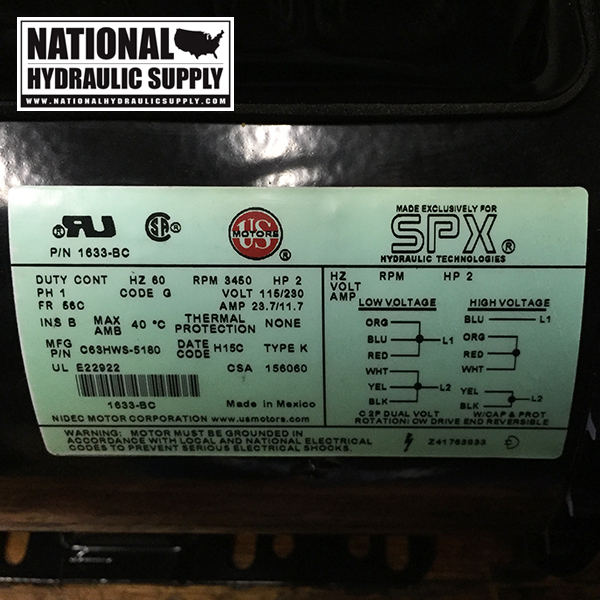 NATIONAL
HYDRAULIC SUPPLY
WWW.NATIONALHYDRAULICSUPPLY.COM
RU ® SA ® US MOTORS ®
P/N 1633-BC
DUTY CONT HZ 60 RPM 3450 HP 2
PH 1 CODE G VOLT 115/230
FR 56C AMP 23.7/11.7
INS B MAX AMB 40 °C THERMAL PROTECTION NONE
MFG P/N C63HWS-5180 DATE CODE H15C TYPE K
UL E22922 CSA 156060
1633-BC Made in Mexico
NIDEC MOTOR CORPORATION www.usmotors.com
MADE EXCLUSIVELY FOR
SPX®
HYDRAULIC TECHNOLOGIES
HZ RPM HP 2
VOLT
AMP
LOW VOLTAGE
ORG
BLU L1
RED
WHT
YEL L2
BLK
HIGH VOLTAGE
BLU L1
ORG
RED
WHT
YEL L2
BLK
C 2P DUAL VOLT W/CAP & PROT
ROTATION: CW DRIVE END REVERSIBLE
WARNING: MOTOR MUST BE GROUNDED IN
ACCORDANCE WITH LOCAL AND NATIONAL ELECTRICAL
CODES TO PREVENT SERIOUS ELECTRICAL SHOCKS.